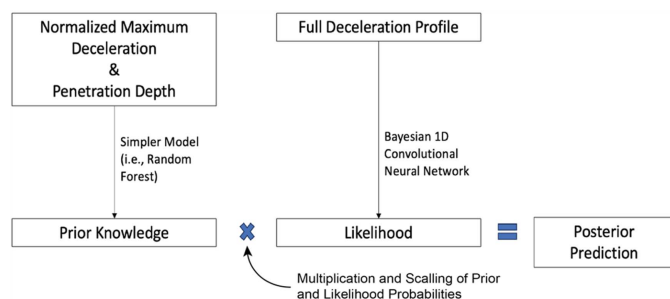 Normalized Maximum
Deceleration
&
Penetration Depth
Full Deceleration Profile
Simpler Model
(i.e., Random
Forest)
Bayesian 1D
Convolutional
Neural Network
Prior Knowledge
Likelihood
Posterior
Prediction
Multiplication and Scalling of Prior
and Likelihood Probabilities